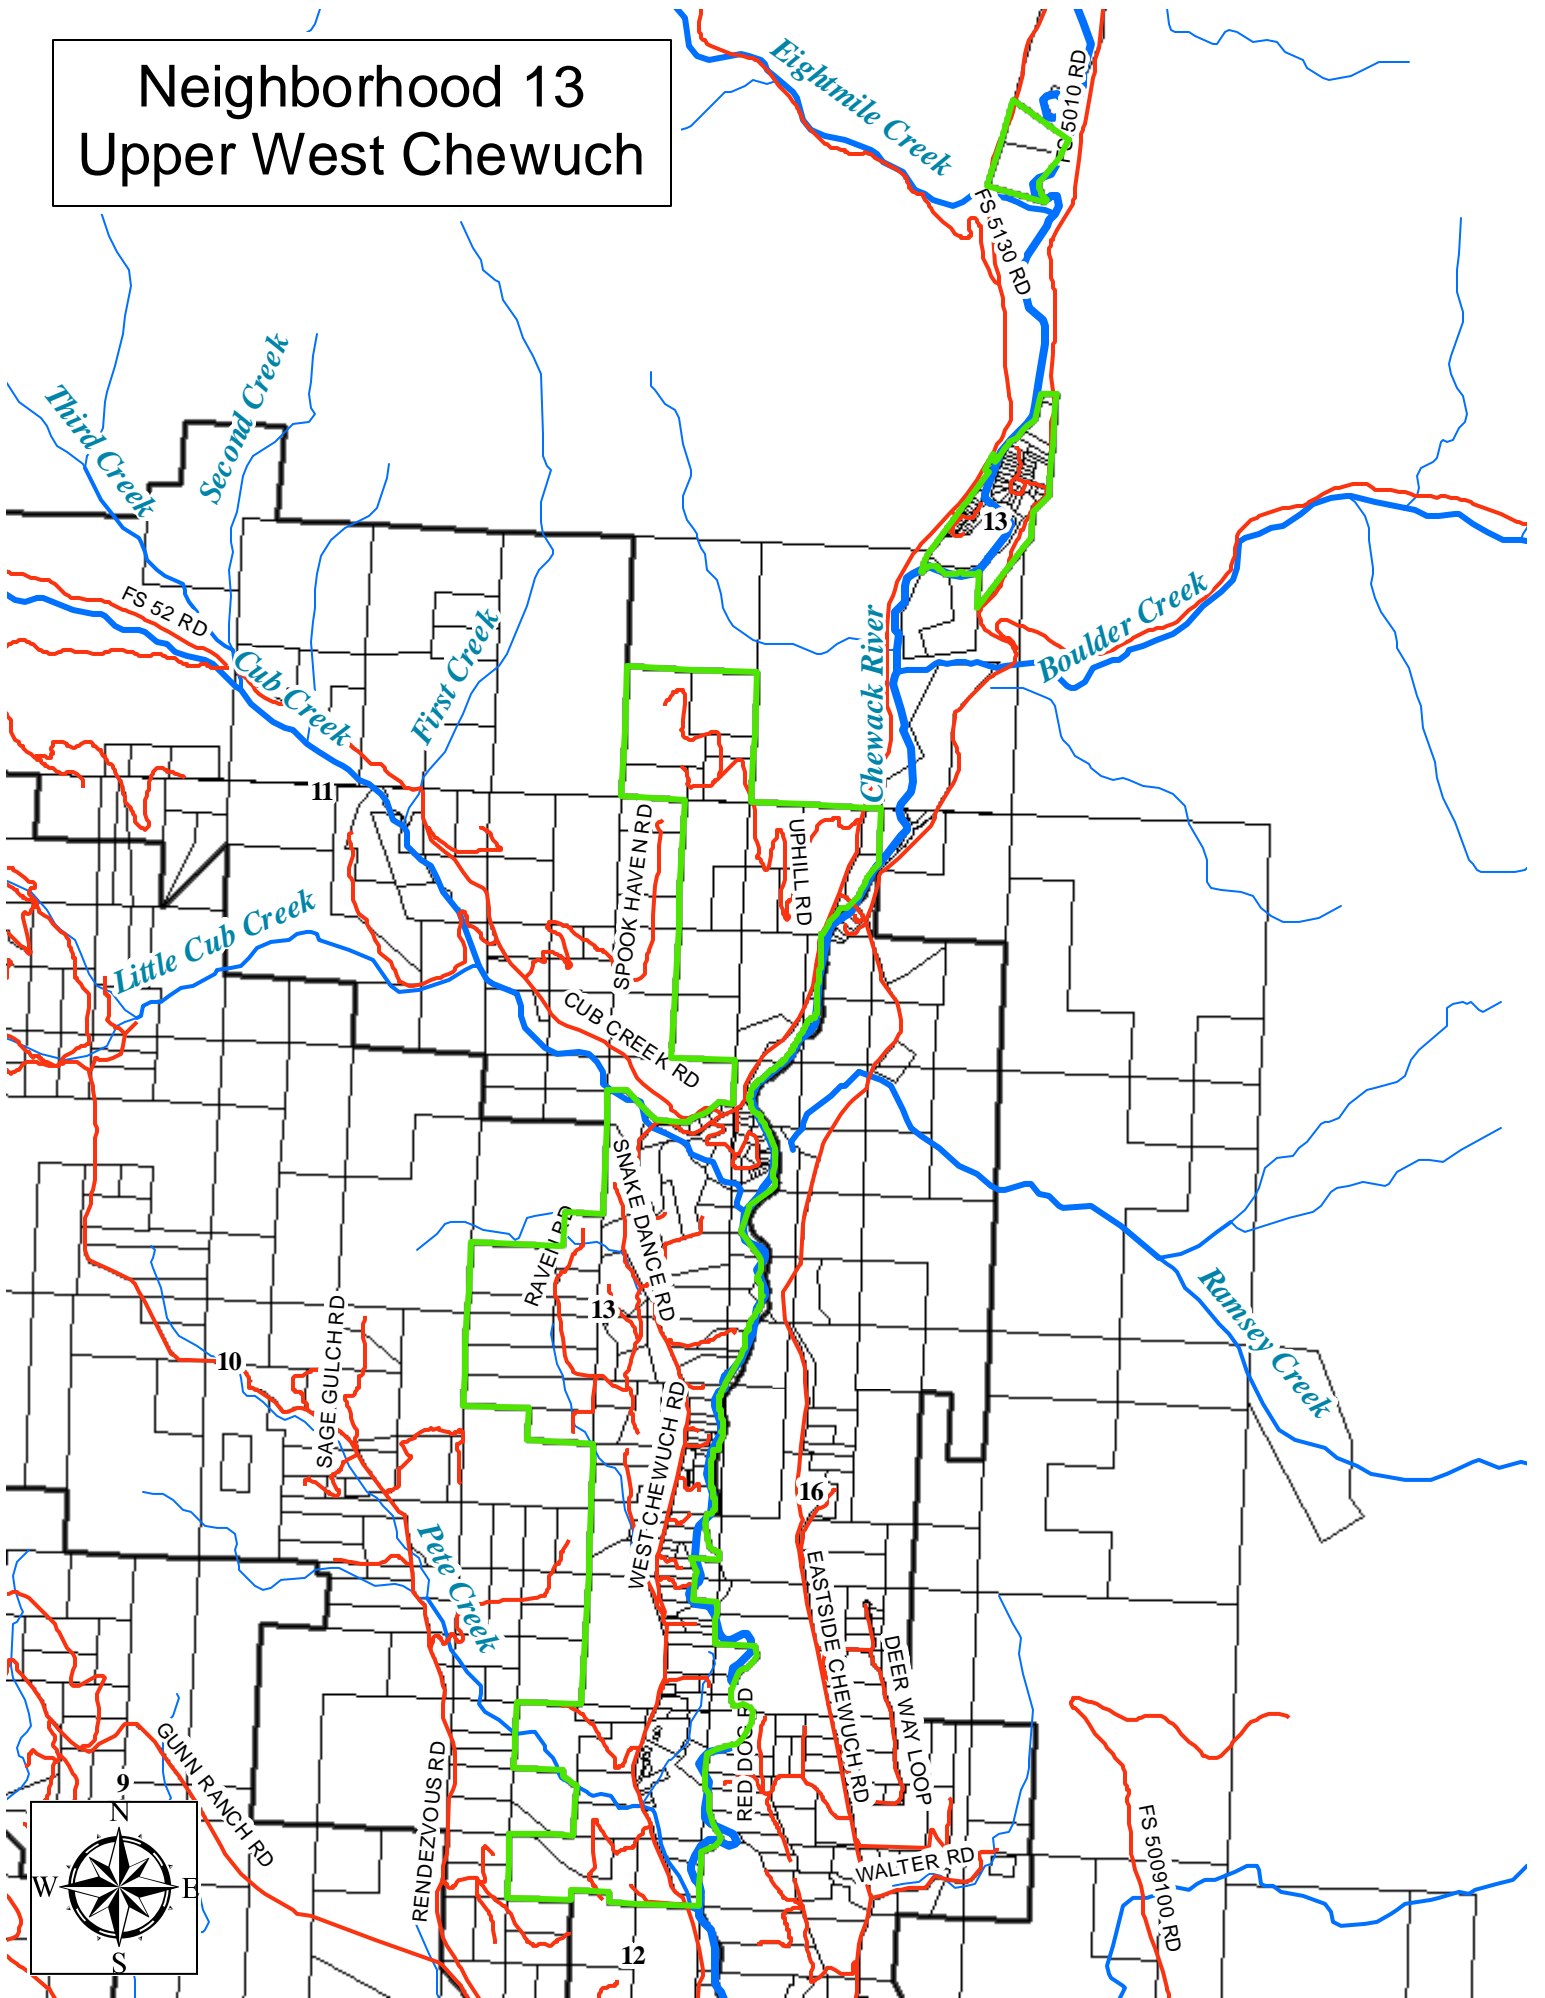 Neighborhood 13
Upper West Chewuch
Eightmile Creek
FS 5010 RD
FS 5130 RD
Third Creek
Second Creek
13
FS 52 RD
Cub Creek
First Creek
Chewack River
Boulder Creek
11
SPOOK HAVEN RD
UPHILL RD
Little Cub Creek
CUB CREEK RD
SNAKE DANCE RD
RAVEN RD
13
Ramsey Creek
10
SAGE GULCH RD
WEST CHEWUCH RD
16
Pete Creek
EASTSIDE CHEWUCH RD
DEER WAY LOOP
RED DOG RD
GUNN RANCH RD
RENDEZVOUS RD
9
FS 5009100 RD
WALTER RD
N
W E
S
12